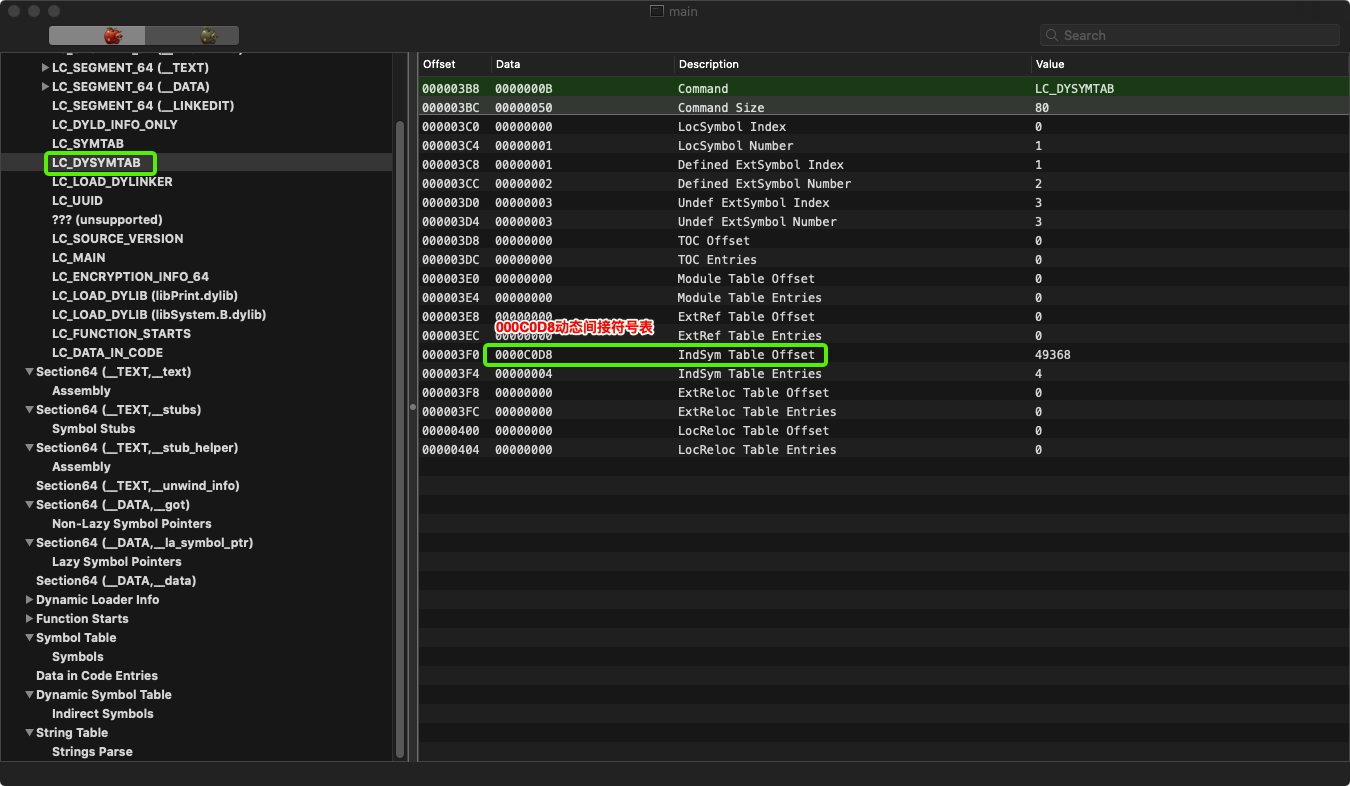 main
Search
LC_SEGMENT_64 (__TEXT)
LC_SEGMENT_64 (__DATA)
LC_SEGMENT_64 (__LINKEDIT)
LC_DYLD_INFO_ONLY
LC_SYMTAB
LC_DYSYMTAB
LC_LOAD_DYLINKER
LC_UUID
??? (unsupported)
LC_SOURCE_VERSION
LC_MAIN
LC_ENCRYPTION_INFO_64
LC_LOAD_DYLIB (libPrint.dylib)
LC_LOAD_DYLIB (libSystem.B.dylib)
LC_FUNCTION_STARTS
LC_DATA_IN_CODE
Section64 (__TEXT,__text)
Assembly
Section64 (__TEXT,__stubs)
Symbol Stubs
Section64 (__TEXT,__stub_helper)
Assembly
Section64 (__TEXT,__unwind_info)
Section64 (__DATA,__got)
Non-Lazy Symbol Pointers
Section64 (__DATA,__la_symbol_ptr)
Lazy Symbol Pointers
Section64 (__DATA,__data)
Dynamic Loader Info
Function Starts
Symbol Table
Symbols
Data in Code Entries
Dynamic Symbol Table
Indirect Symbols
String Table
Strings Parse
Offset Data Description Value
000003B8 0000000B Command LC_DYSYMTAB
000003BC 00000050 Command Size 80
000003C0 00000000 LocSymbol Index 0
000003C4 00000001 LocSymbol Number 1
000003C8 00000001 Defined ExtSymbol Index 1
000003CC 00000002 Defined ExtSymbol Number 2
000003D0 00000003 Undef ExtSymbol Index 3
000003D4 00000003 Undef ExtSymbol Number 3
000003D8 00000000 TOC Offset 0
000003DC 00000000 TOC Entries 0
000003E0 00000000 Module Table Offset 0
000003E4 00000000 Module Table Entries 0
000003E8 00000000 ExtRef Table Offset 0
000C0D8动态间接符号表
000003EC 00000000 ExtRef Table Entries 0
000003F0 0000C0D8 IndSym Table Offset 49368
000003F4 00000004 IndSym Table Entries 4
000003F8 00000000 ExtReloc Table Offset 0
000003FC 00000000 ExtReloc Table Entries 0
00000400 00000000 LocReloc Table Offset 0
00000404 00000000 LocReloc Table Entries 0